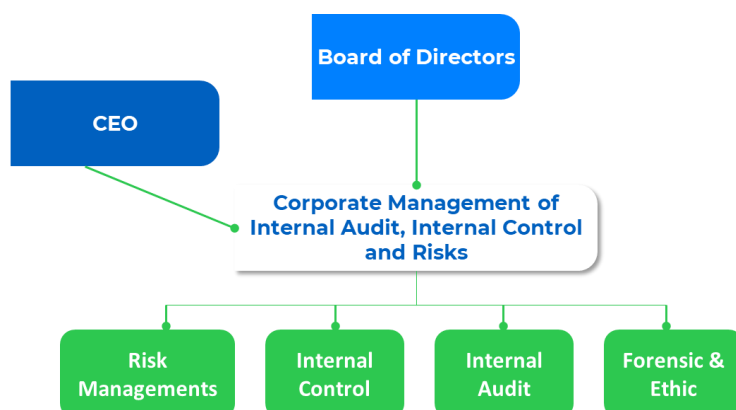 Board of Directors
CEO
Corporate Management of
Internal Audit, Internal Control
and Risks
Risk
Managements
Internal
Control
Internal
Audit
Forensic &
Ethic